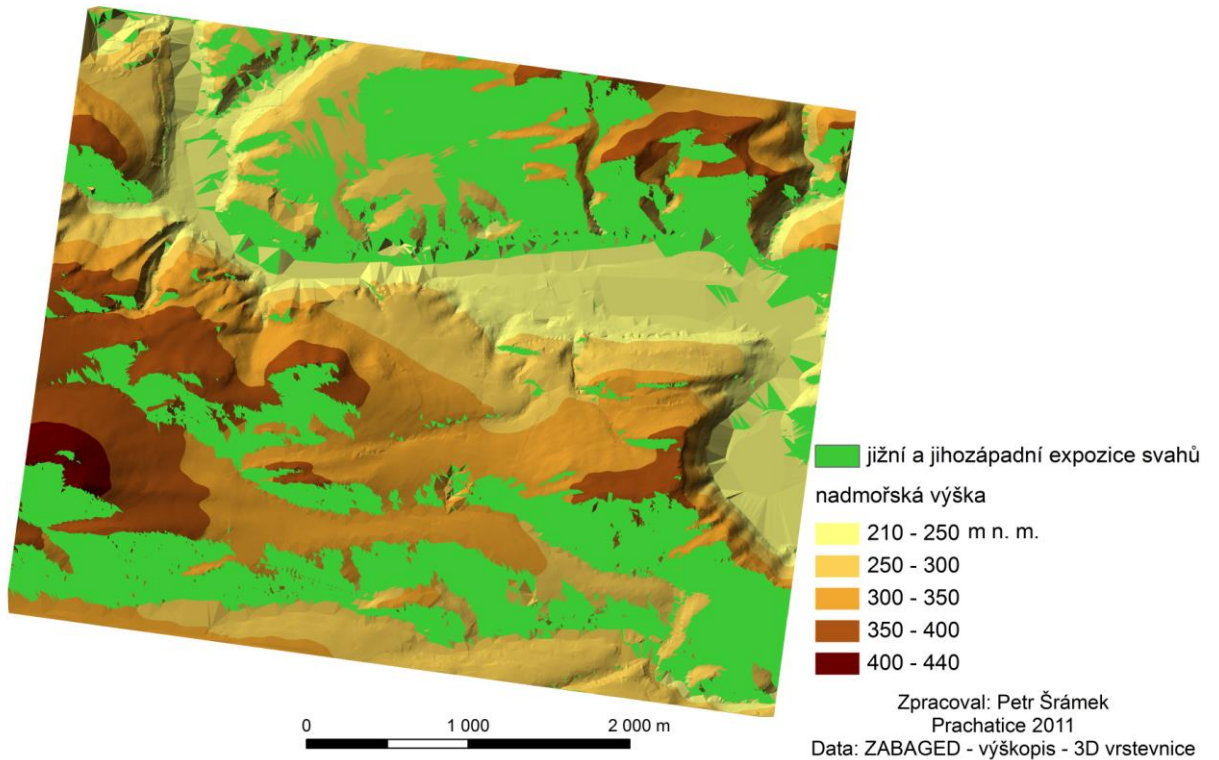 jižní a jihozápadní expozice svahů
nadmořská výška
210 - 250 m n. m.
250 - 300
300 - 350
350 - 400
400 - 440
Zpracoval: Petr Šrámek
Prachatice 2011
Data: ZABAGED - výškopis - 3D vrstevnice
0 1 000 2 000 m